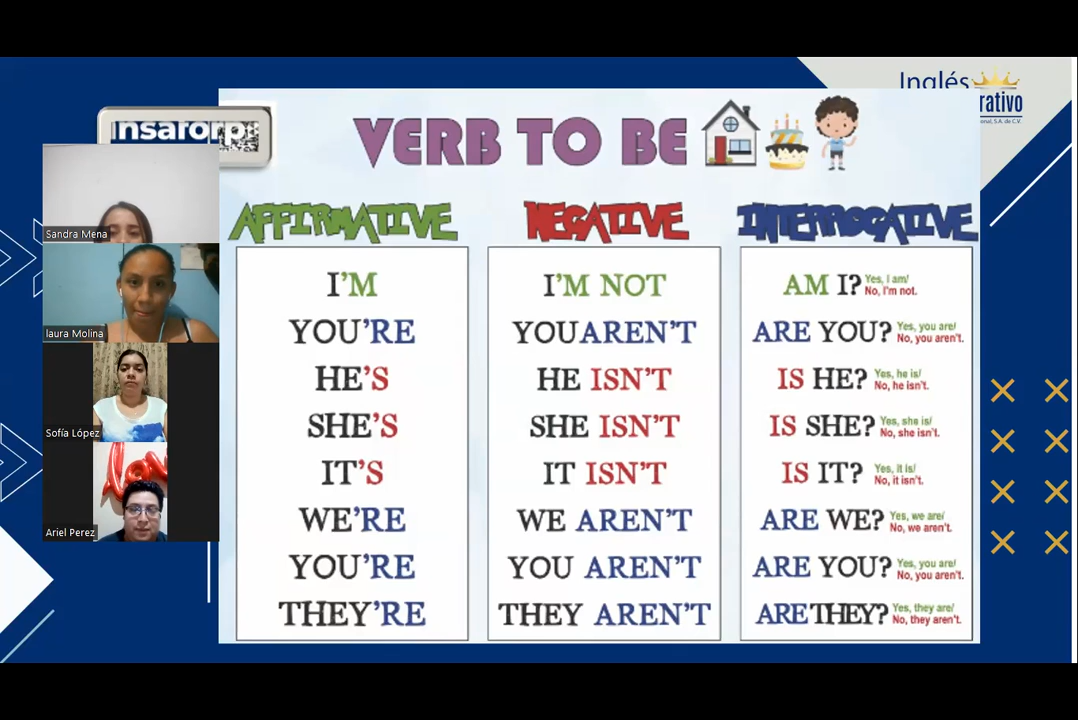 Inglés
rativo
nal, S.A. de C.V.
nsarorp
VERB TO BE
AFFIRMATIVE
NEGATIVE
INTERROGATIVE
I'M
I'M NOT
AM I? Yes, I am/
No, I'm not.
YOU'RE
YOU AREN'T
ARE YOU? Yes, you are/
No, you aren't.
HE'S
HE ISN'T
IS HE? Yes, he is/
No, he isn't.
SHE'S
SHE ISN'T
IS SHE? Yes, she is/
No, she isn't.
IT'S
IT ISN'T
IS IT? Yes, it is/
No, it isn't.
WE'RE
WE AREN'T
ARE WE? Yes, we are/
No, we aren't.
YOU'RE
YOU AREN'T
ARE YOU? Yes, you are/
No, you aren't.
THEY'RE
THEY AREN'T
ARE THEY? Yes, they are/
No, they aren't.
Sandra Mena
laura Molina
Sofía López
Ariel Perez